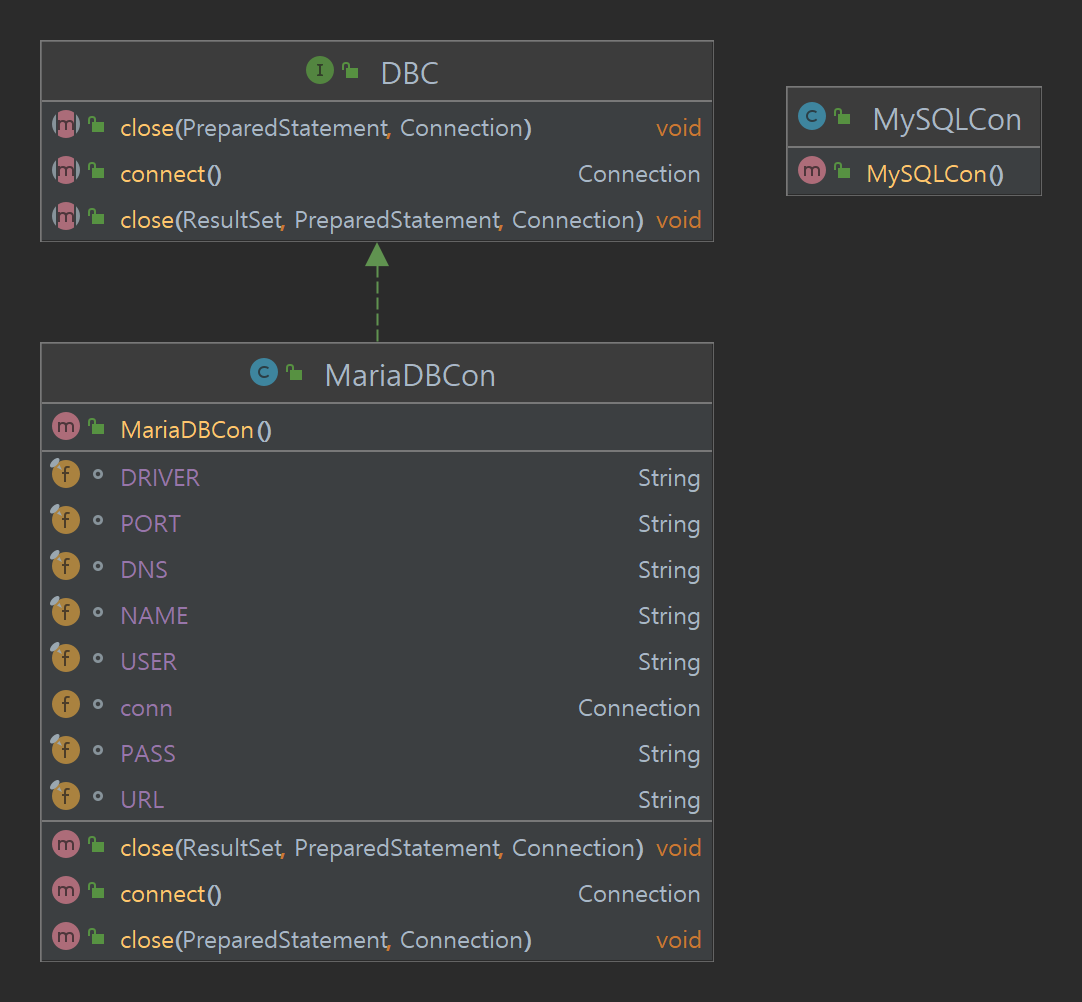 DBC
close(PreparedStatement, Connection) void
connect() Connection
close(ResultSet, PreparedStatement, Connection) void
MySQLCon
MySQLCon()
MariaDBCon
MariaDBCon()
DRIVER String
PORT String
DNS String
NAME String
USER String
conn Connection
PASS String
URL String
close(ResultSet, PreparedStatement, Connection) void
connect() Connection
close(PreparedStatement, Connection) void